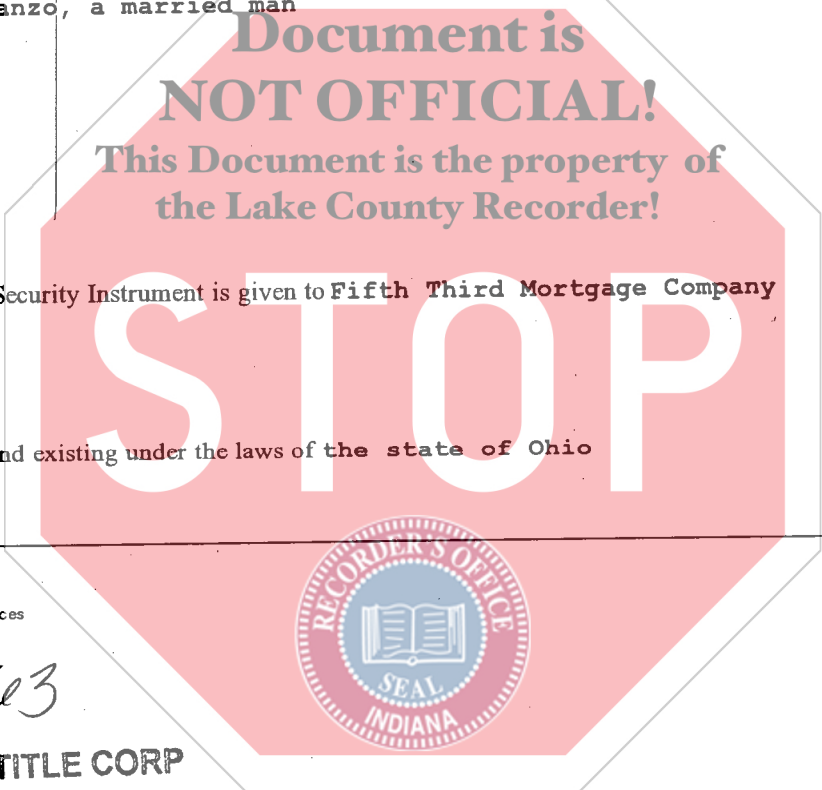 anzo, a married man
Document is
NOT OFFICIAL!
This Document is the property of
the Lake County Recorder!
Security Instrument is given to Fifth Third Mortgage Company
nd existing under the laws of the state of Ohio
STOP
RECORDER'S OFFICE
SEAL
INDIANA
ces
TITLE CORP